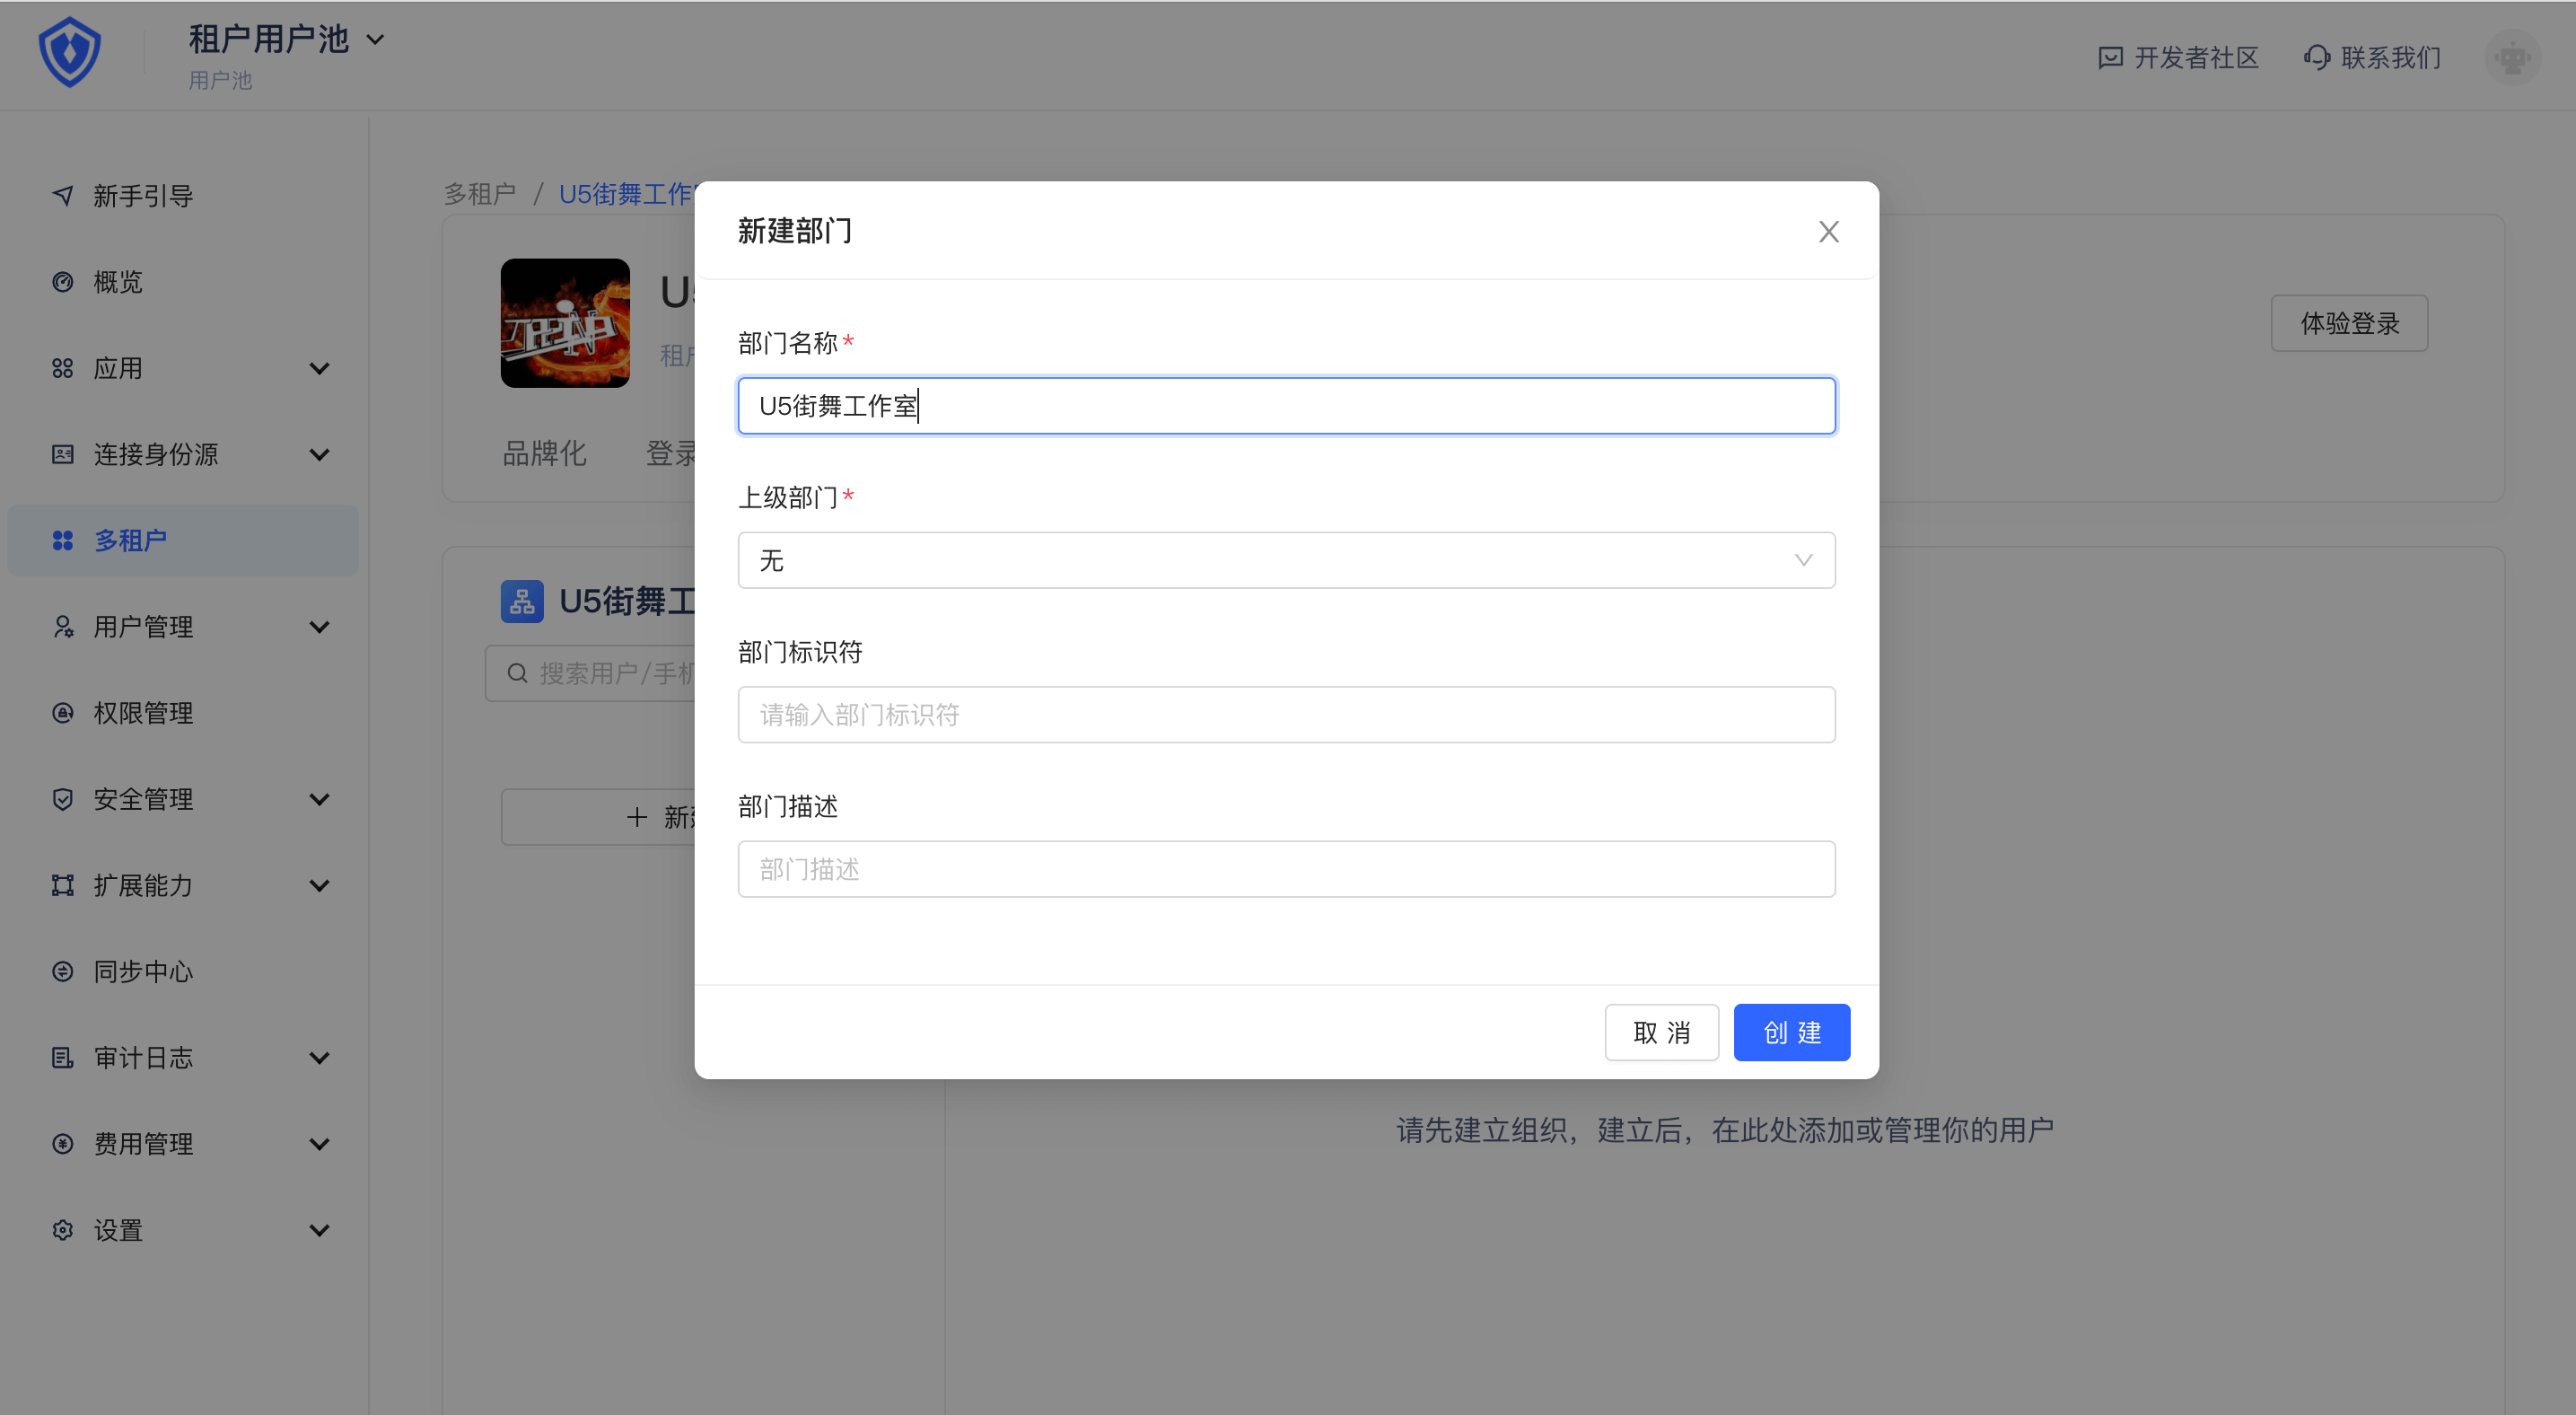 租户用户池
用户池
开发者社区
联系我们
新手引导
概览
应用
连接身份源
多租户
用户管理
权限管理
安全管理
扩展能力
同步中心
审计日志
费用管理
设置
多租户 / U5街舞工作
U5
租户
体验登录
品牌化 登录
U5街舞工
搜索用户/手机
+ 新建
请先建立组织，建立后，在此处添加或管理你的用户
新建部门
部门名称*
U5街舞工作室
上级部门*
无
部门标识符
请输入部门标识符
部门描述
部门描述
取 消
创 建